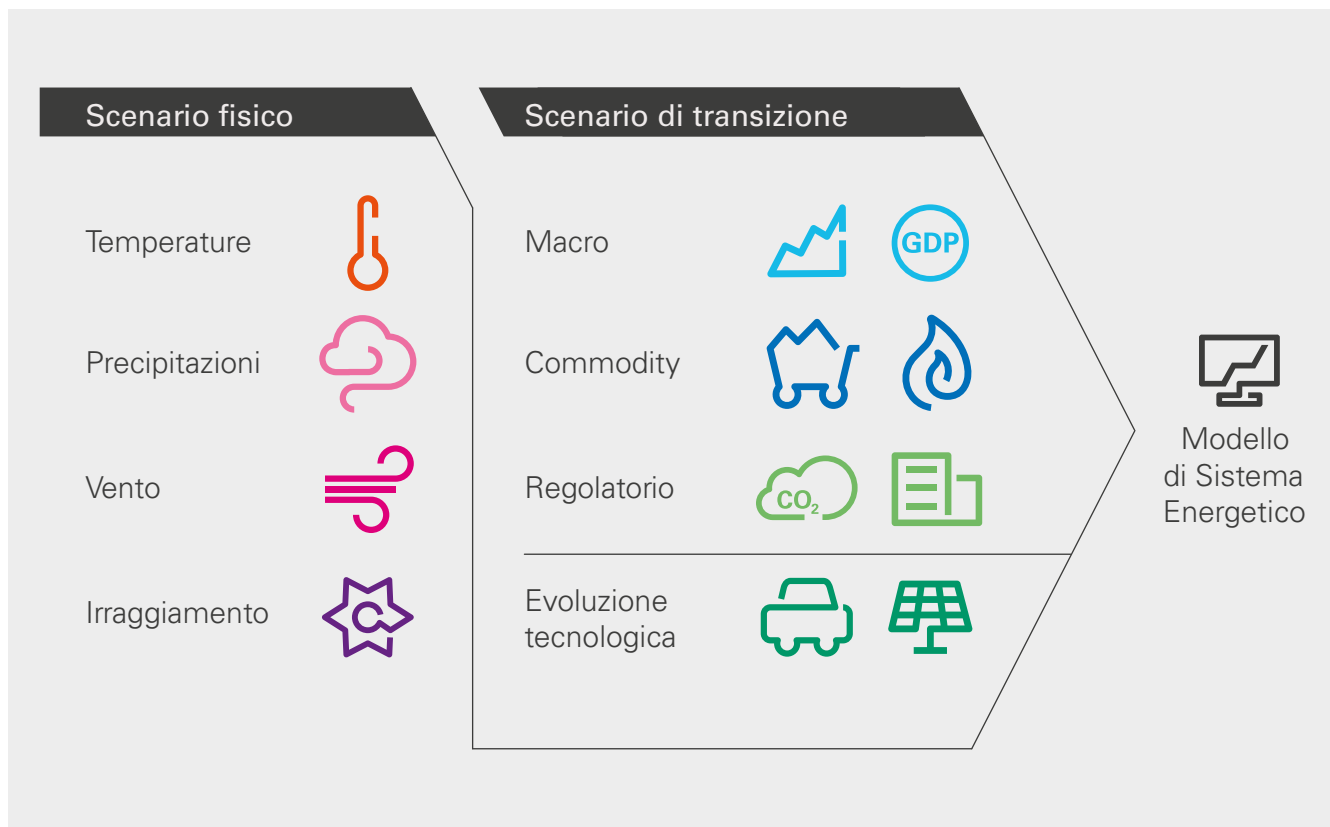 Scenario fisico
Temperature
Precipitazioni
Vento
Irraggiamento
Scenario di transizione
Macro
GDP
Commodity
Regolatorio
CO₂
Evoluzione
tecnologica
Modello
di Sistema
Energetico